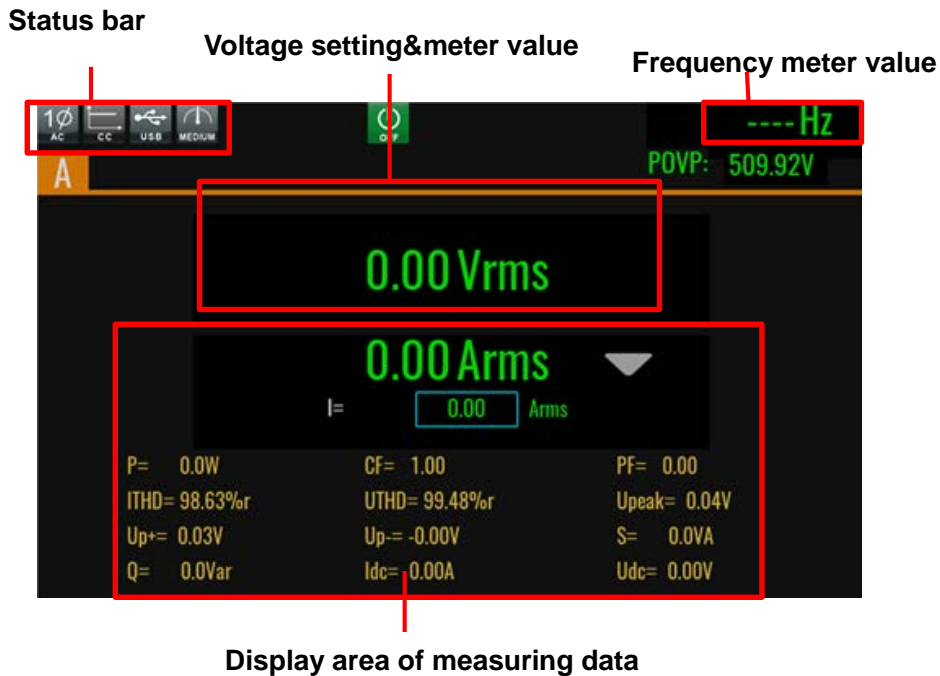 Status bar
Voltage setting&meter value
Frequency meter value
1Ø AC CC USB MEDIUM OFF ---- Hz
A POVP: 509.92V
0.00 Vrms
0.00 Arms
I= 0.00 Arms
P= 0.0W CF= 1.00 PF= 0.00
ITHD= 98.63%r UTHD= 99.48%r Upeak= 0.04V
Up+= 0.03V Up-= -0.00V S= 0.0VA
Q= 0.0Var Idc= -0.00A Udc= 0.00V
Display area of measuring data